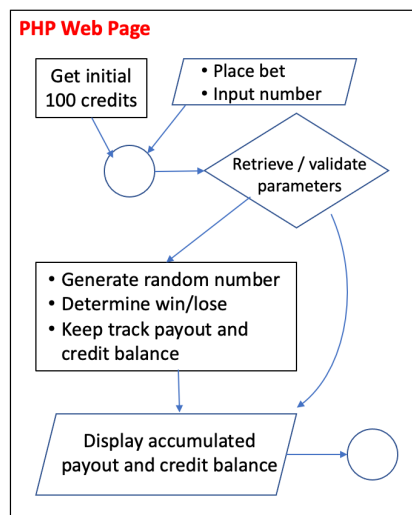 PHP Web Page
Get initial
100 credits
• Place bet
• Input number
Retrieve / validate
parameters
• Generate random number
• Determine win/lose
• Keep track payout and
credit balance
Display accumulated
payout and credit balance